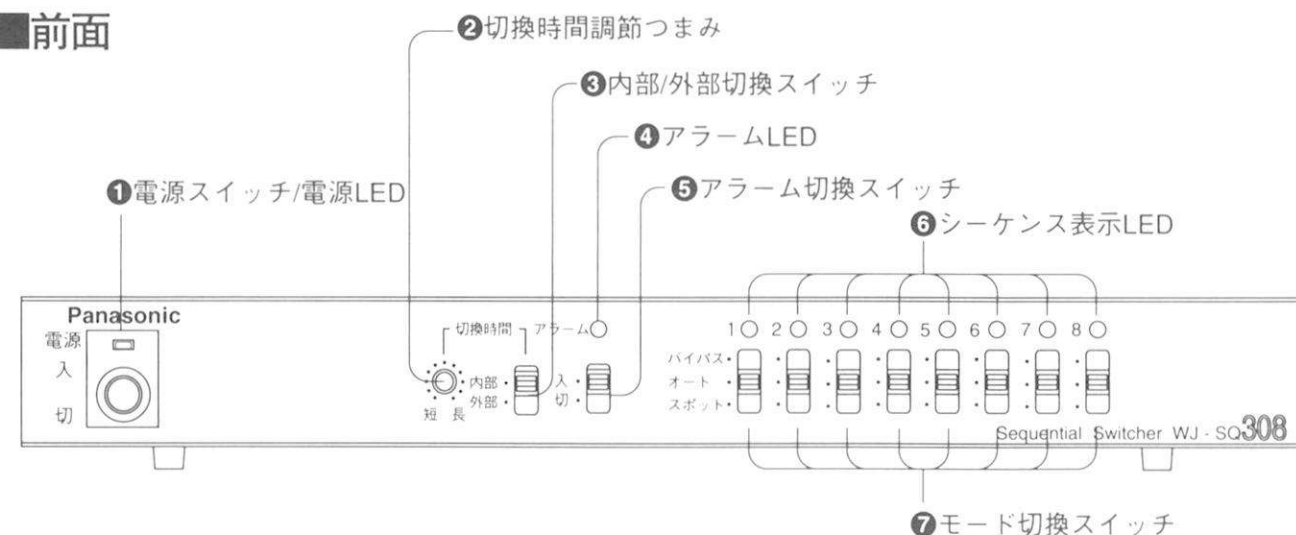 ■前面
❷切換時間調節つまみ
❸内部/外部切換スイッチ
❹アラームLED
❶電源スイッチ/電源LED
❺アラーム切換スイッチ
❻シーケンス表示LED
Panasonic
電源
入
切
切換時間
アラーム
内部
外部
短 長
入
切
1 2 3 4 5 6 7 8
バイパス
オート
スポット
Sequential Switcher WJ-SQ308
❼モード切換スイッチ